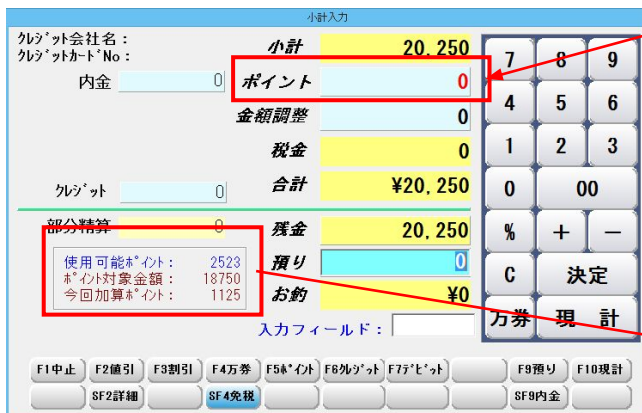 小計入力
ｸﾚｼﾞｯﾄ会社名：
ｸﾚｼﾞｯﾄｶｰﾄﾞNo：
小計 20,250
内金 0 ポイント 0
金額調整 0
税金 0
ｸﾚｼﾞｯﾄ 0 合計 ¥20,250
部分精算 0 残金 20,250
使用可能ﾎﾟｲﾝﾄ： 2523
ﾎﾟｲﾝﾄ対象金額： 18750
今回加算ﾎﾟｲﾝﾄ： 1125
預り 0
お釣 ¥0
入力フィールド：
7 8 9
4 5 6
1 2 3
0 00
% + −
C 決定
万券 現計
F1中止 F2値引 F3割引 F4万券 F5ﾎﾟｲﾝﾄ F6ｸﾚｼﾞｯﾄ F7ﾃﾞﾋﾞｯﾄ F9預り F10現計
SF2詳細 SF4免税 SF9内金